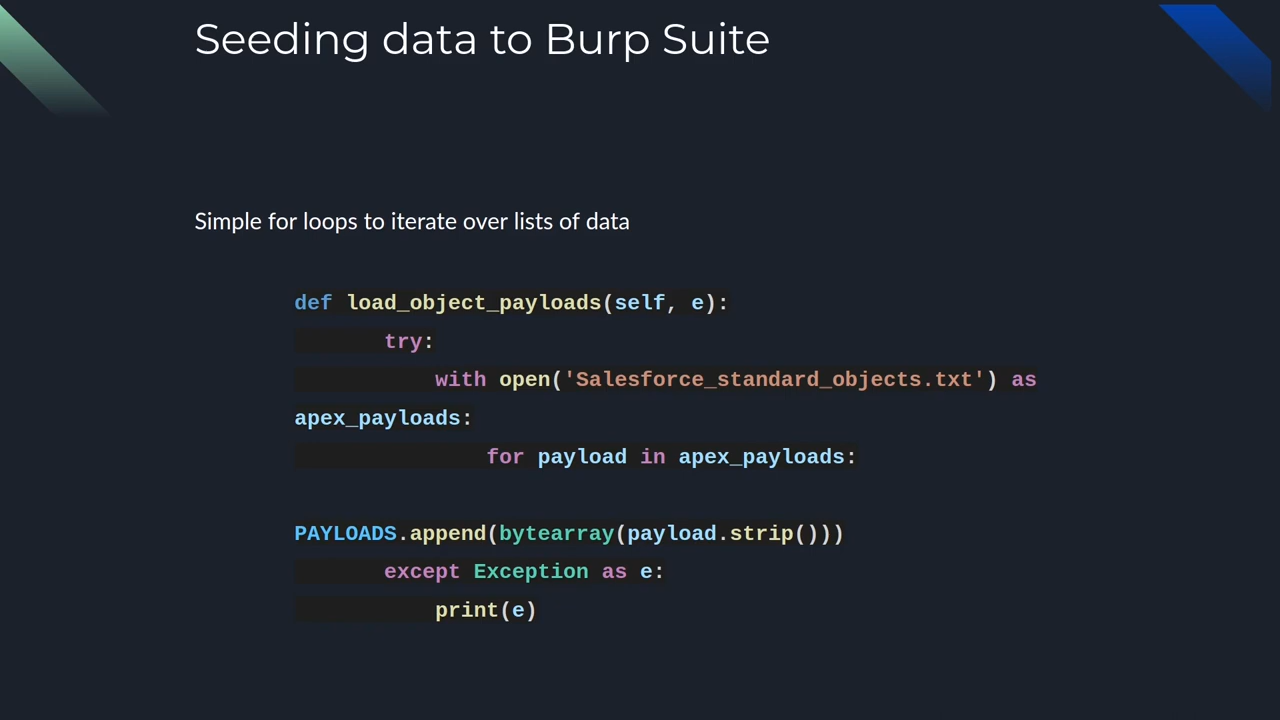 Seeding data to Burp Suite
Simple for loops to iterate over lists of data
def load_object_payloads(self, e):
try:
with open('Salesforce_standard_objects.txt') as
apex_payloads:
for payload in apex_payloads:
PAYLOADS.append(bytearray(payload.strip()))
except Exception as e:
print(e)